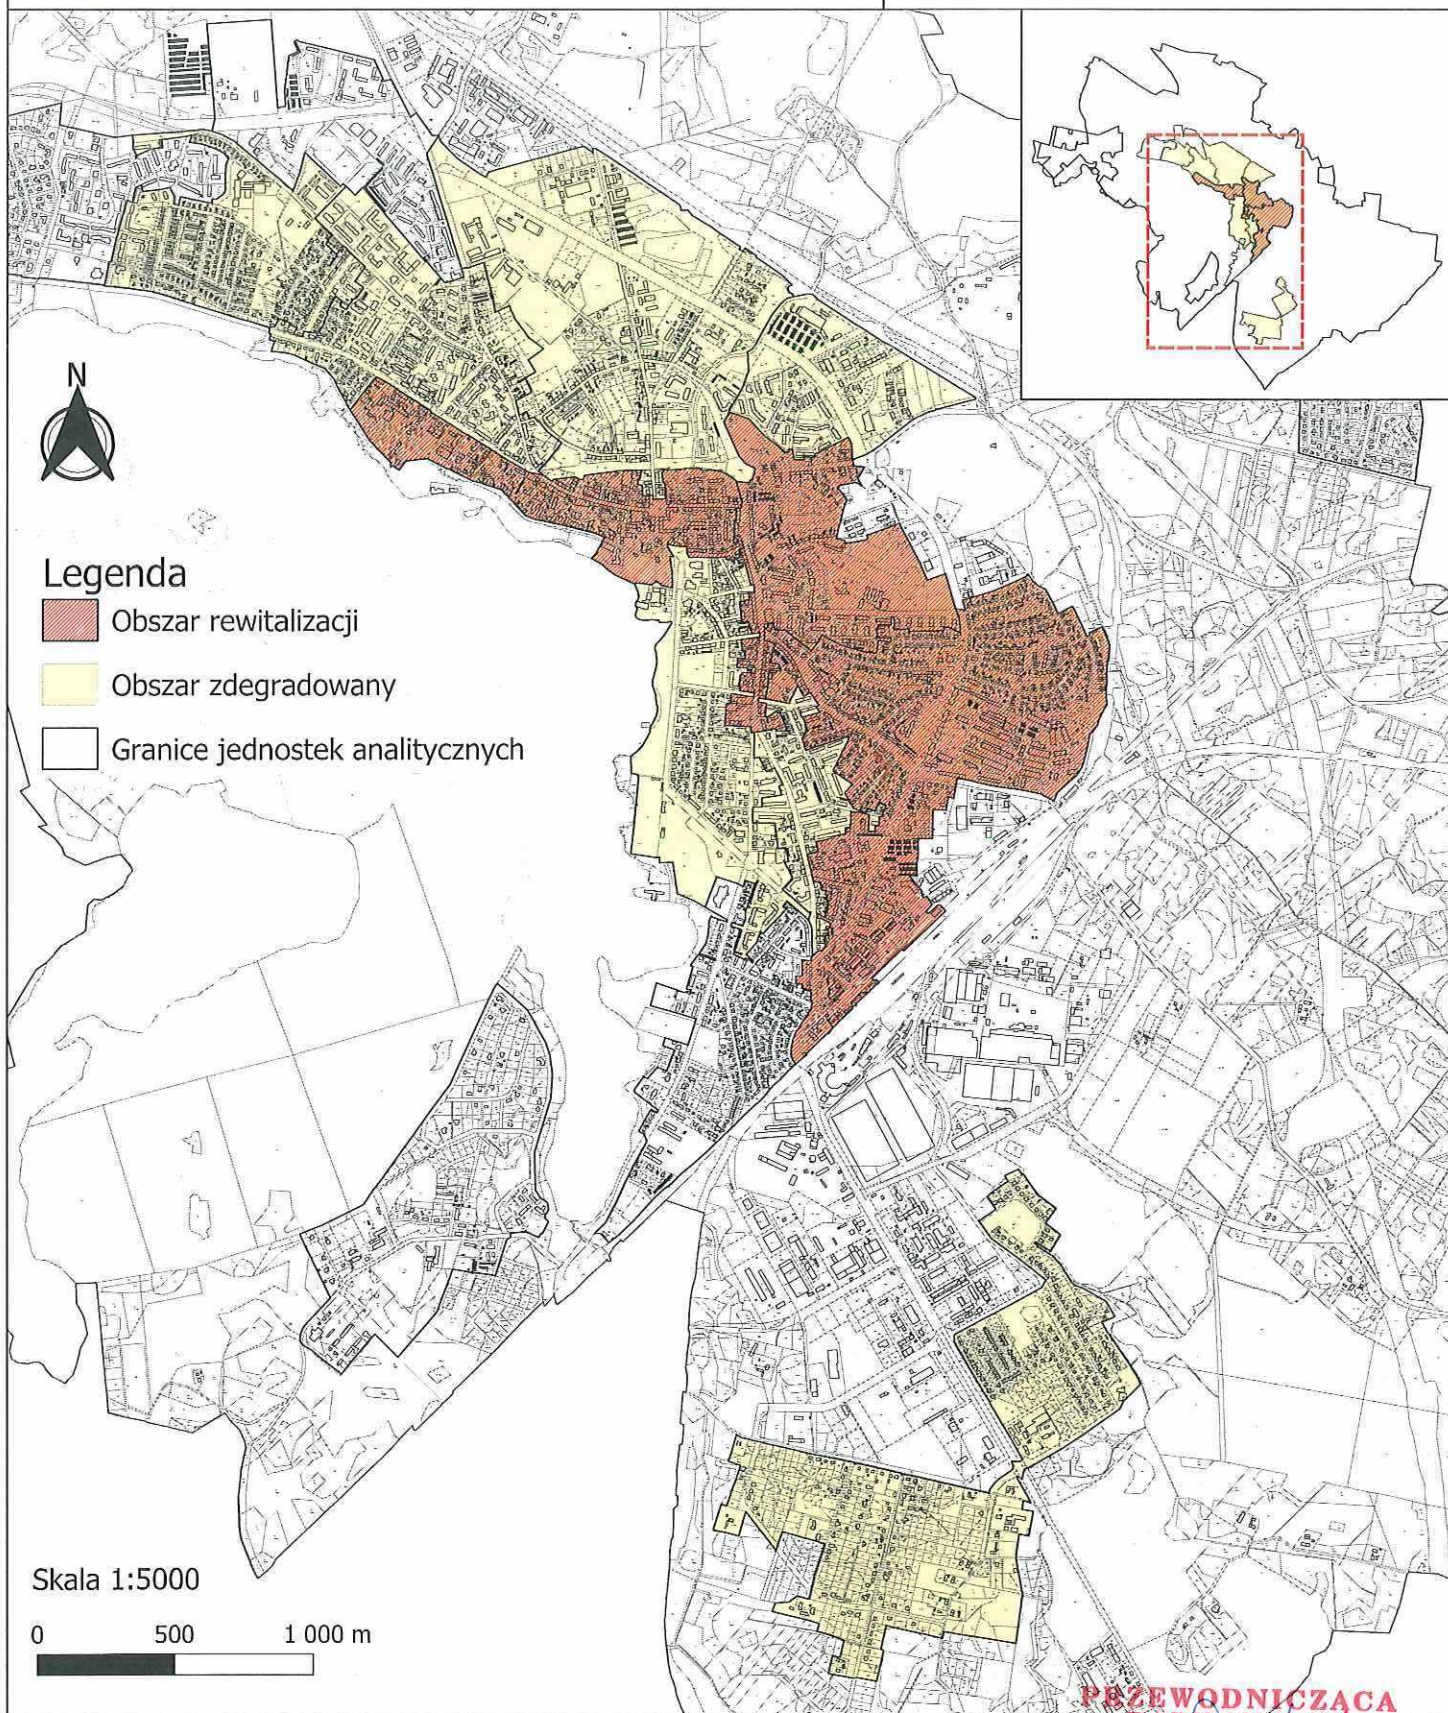 N
Legenda
Obszar rewitalizacji
Obszar zdegradowany
Granice jednostek analitycznych
Skala 1:5000
0 500 1 000 m
PRZEWODNICZĄCA